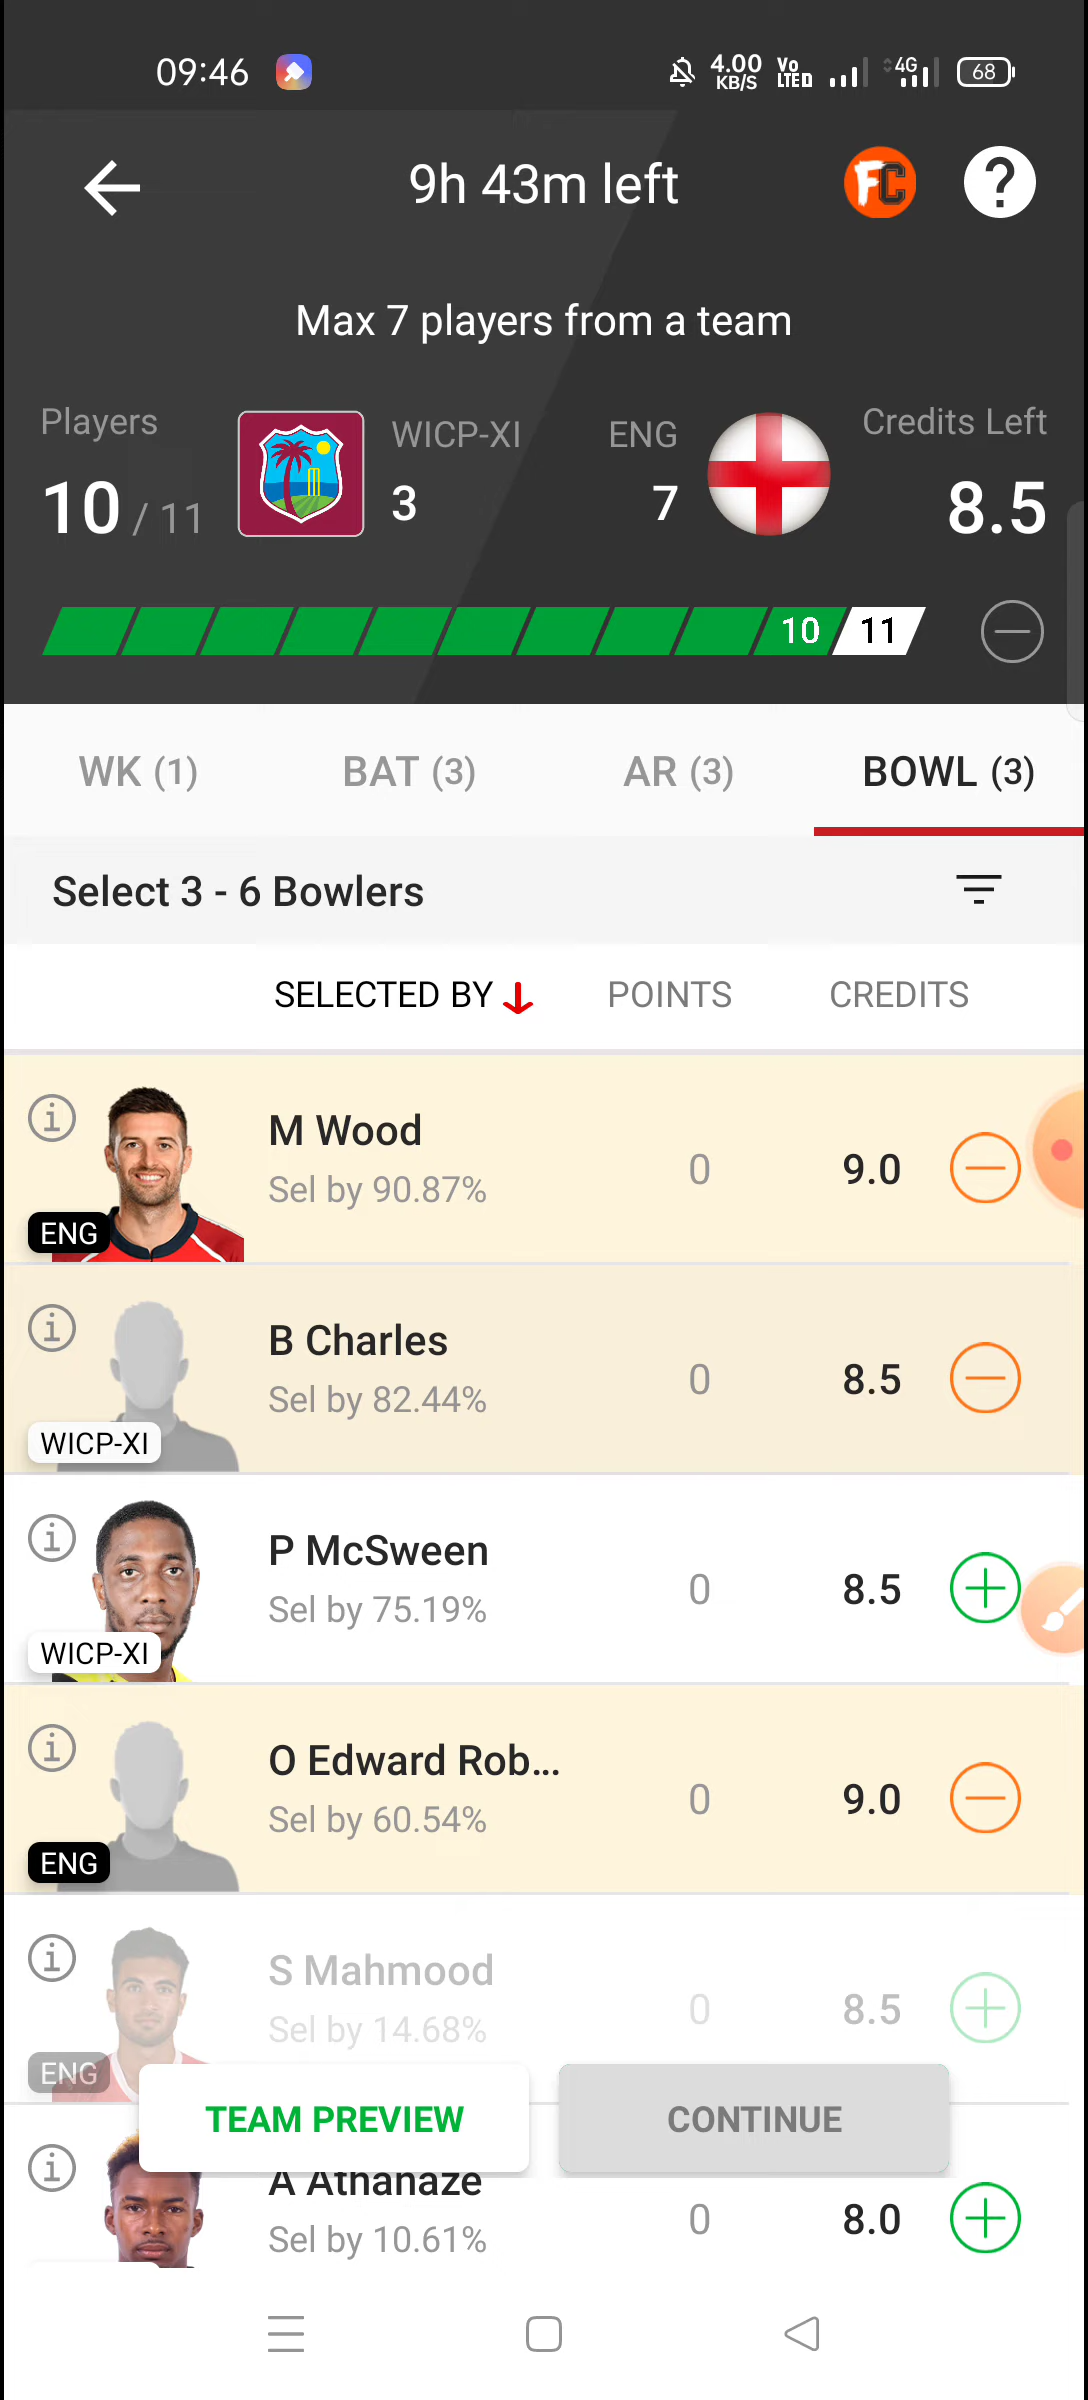 09:46
4.00 KB/S
Vo LTE
4G
68
9h 43m left
FC
?
Max 7 players from a team
Players
WICP-XI
ENG
Credits Left
10 / 11
3
7
8.5
10
11
WK (1)
BAT (3)
AR (3)
BOWL (3)
Select 3 - 6 Bowlers
SELECTED BY
POINTS
CREDITS
M Wood
Sel by 90.87%
0
9.0
ENG
B Charles
Sel by 82.44%
0
8.5
WICP-XI
P McSween
Sel by 75.19%
0
8.5
WICP-XI
O Edward Rob...
Sel by 60.54%
0
9.0
ENG
S Mahmood
Sel by 14.68%
0
8.5
ENG
TEAM PREVIEW
CONTINUE
A Athanaze
Sel by 10.61%
0
8.0